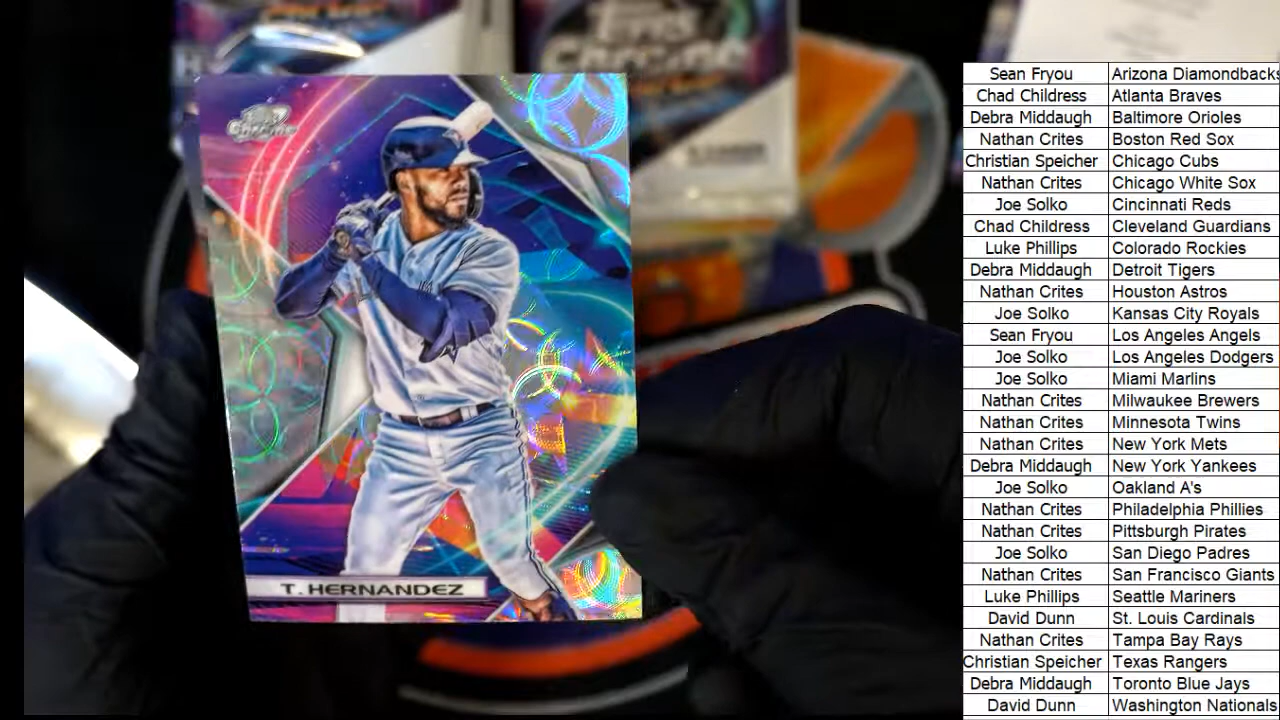 Topps
Chrome
Chrome
T. HERNANDEZ
Sean Fryou Arizona Diamondbacks
Chad Childress Atlanta Braves
Debra Middaugh Baltimore Orioles
Nathan Crites Boston Red Sox
Christian Speicher Chicago Cubs
Nathan Crites Chicago White Sox
Joe Solko Cincinnati Reds
Chad Childress Cleveland Guardians
Luke Phillips Colorado Rockies
Debra Middaugh Detroit Tigers
Nathan Crites Houston Astros
Joe Solko Kansas City Royals
Sean Fryou Los Angeles Angels
Joe Solko Los Angeles Dodgers
Joe Solko Miami Marlins
Nathan Crites Milwaukee Brewers
Nathan Crites Minnesota Twins
Nathan Crites New York Mets
Debra Middaugh New York Yankees
Joe Solko Oakland A's
Nathan Crites Philadelphia Phillies
Nathan Crites Pittsburgh Pirates
Joe Solko San Diego Padres
Nathan Crites San Francisco Giants
Luke Phillips Seattle Mariners
David Dunn St. Louis Cardinals
Nathan Crites Tampa Bay Rays
Christian Speicher Texas Rangers
Debra Middaugh Toronto Blue Jays
David Dunn Washington Nationals